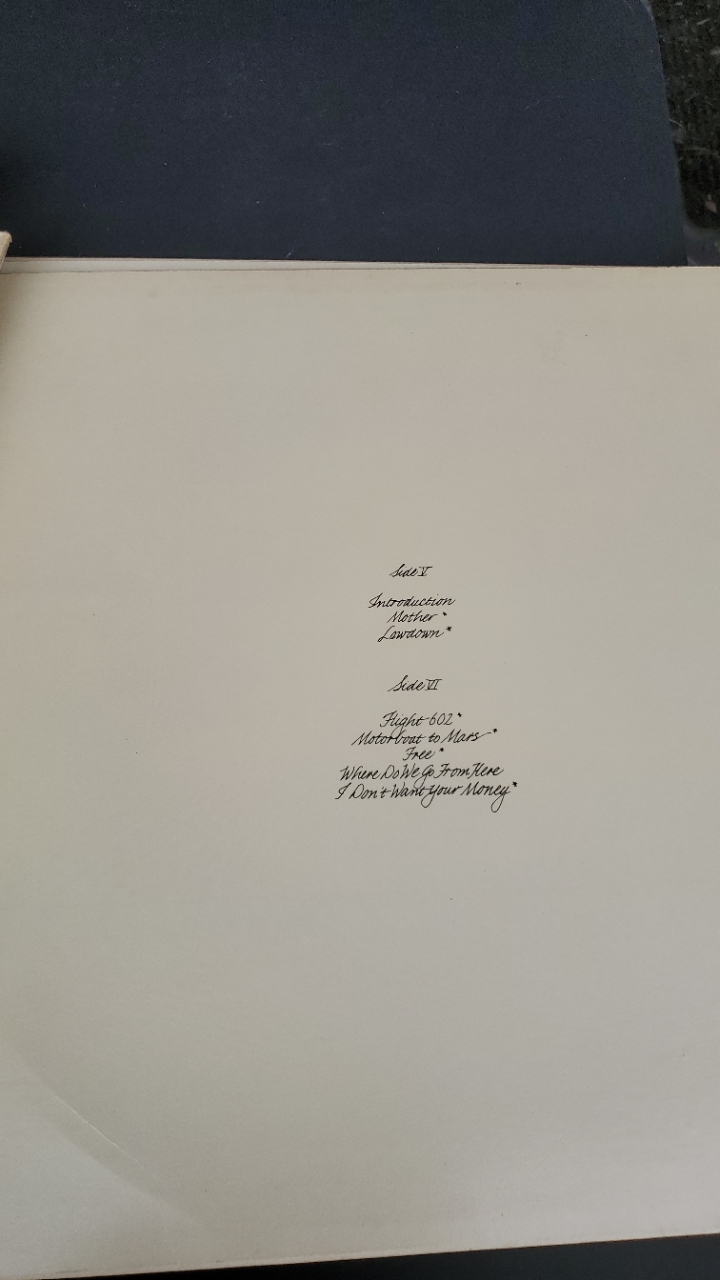 Side V
Introduction
Mother *
Lowdown *
Side VI
Flight 602 *
Motorboat to Mars *
Free *
Where Do We Go From Here
I Don't Want Your Money *